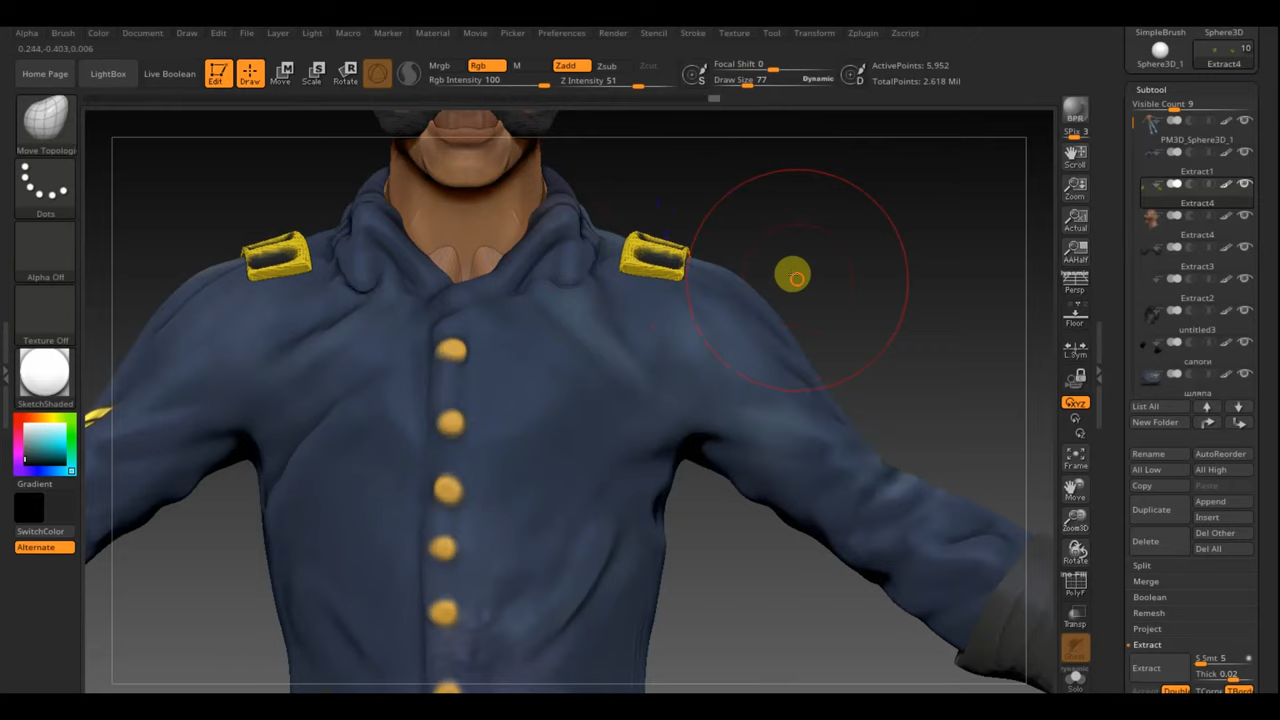 Alpha Brush Color Document Draw Edit File Layer Light Macro Marker Material Movie Picker Preferences Render Stencil Stroke Texture Tool Transform Zplugin Zscript
0.244,-0.403,0.006
Home Page LightBox Live Boolean Edit Draw Move Scale Rotate
Mrgb Rgb M Zadd Zsub Zcut
Rgb Intensity 100 Z Intensity 51
Focal Shift 0
Draw Size 77 Dynamic
ActivePoints: 5,952
TotalPoints: 2.618 Mil
S
D
Move Topologi
Dots
Alpha Off
Texture Off
SketchShaded
Gradient
SwitchColor
Alternate
BPR
SPix 3
Scroll
Zoom
Actual
AAHalf
Persp
Floor
L.Sym
XYZ
Frame
Move
Zoom3D
Rotate
PolyF
Transp
Solo
SimpleBrush Sphere3D
10
Sphere3D_1 Extract4
Subtool
Visible Count 9
PM3D_Sphere3D_1
Extract1
Extract4
Extract4
Extract3
Extract2
untitled3
сапоги
шляпа
List All
New Folder
Rename AutoReorder
All Low All High
Copy Paste
Duplicate Append
Insert
Delete Del Other
Del All
Split
Merge
Boolean
Remesh
Project
Extract
Extract S Smt 5
Thick 0.02
Accept Double TCorne TBord